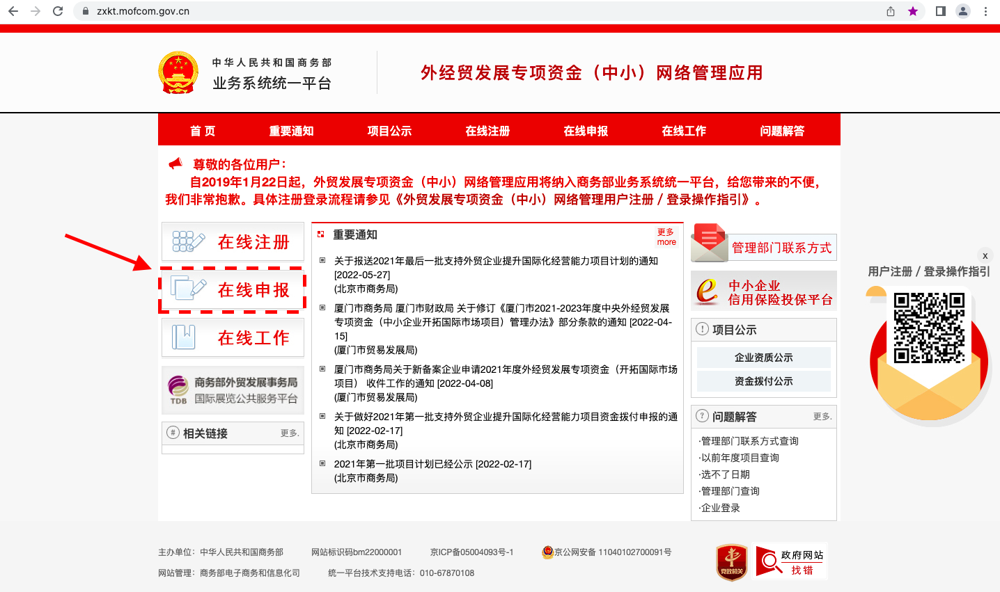 zxkt.mofcom.gov.cn
中华人民共和国商务部
业务系统统一平台
外经贸发展专项资金（中小）网络管理应用
首 页
重要通知
项目公示
在线注册
在线申报
在线工作
问题解答
尊敬的各位用户：
自2019年1月22日起，外贸发展专项资金（中小）网络管理应用将纳入商务部业务系统统一平台，给您带来的不便，
我们非常抱歉。具体注册登录流程请参见《外贸发展专项资金（中小）网络管理用户注册 / 登录操作指引》。
在线注册
在线申报
在线工作
商务部外贸发展事务局
国际展览公共服务平台
TDB
# 相关链接
更多.
重要通知
更多
more
关于报送2021年最后一批支持外贸企业提升国际化经营能力项目计划的通知
[2022-05-27]
(北京市商务局)
厦门市商务局 厦门市财政局 关于修订《厦门市2021-2023年度中央外经贸发展
专项资金（中小企业开拓国际市场项目）管理办法》部分条款的通知 [2022-04-
15]
(厦门市贸易发展局)
厦门市商务局关于新备案企业申请2021年度外经贸发展专项资金（开拓国际市场
项目） 收件工作的通知 [2022-04-08]
(厦门市贸易发展局)
关于做好2021年第一批支持外贸企业提升国际化经营能力项目资金拨付申报的通
知 [2022-02-17]
(北京市商务局)
2021年第一批项目计划已经公示 [2022-02-17]
(北京市商务局)
管理部门联系方式
中小企业
信用保险投保平台
! 项目公示
企业资质公示
资金拨付公示
? 问题解答
更多.
·管理部门联系方式查询
·以前年度项目查询
·选不了日期
·管理部门查询
·企业登录
x
用户注册 / 登录操作指引
主办单位：中华人民共和国商务部
网站标识码bm22000001
京ICP备05004093号-1
京公网安备 11040102700091号
网站管理：商务部电子商务和信息化司
统一平台技术支持电话：010-67870108
党政机关
政府网站
找错